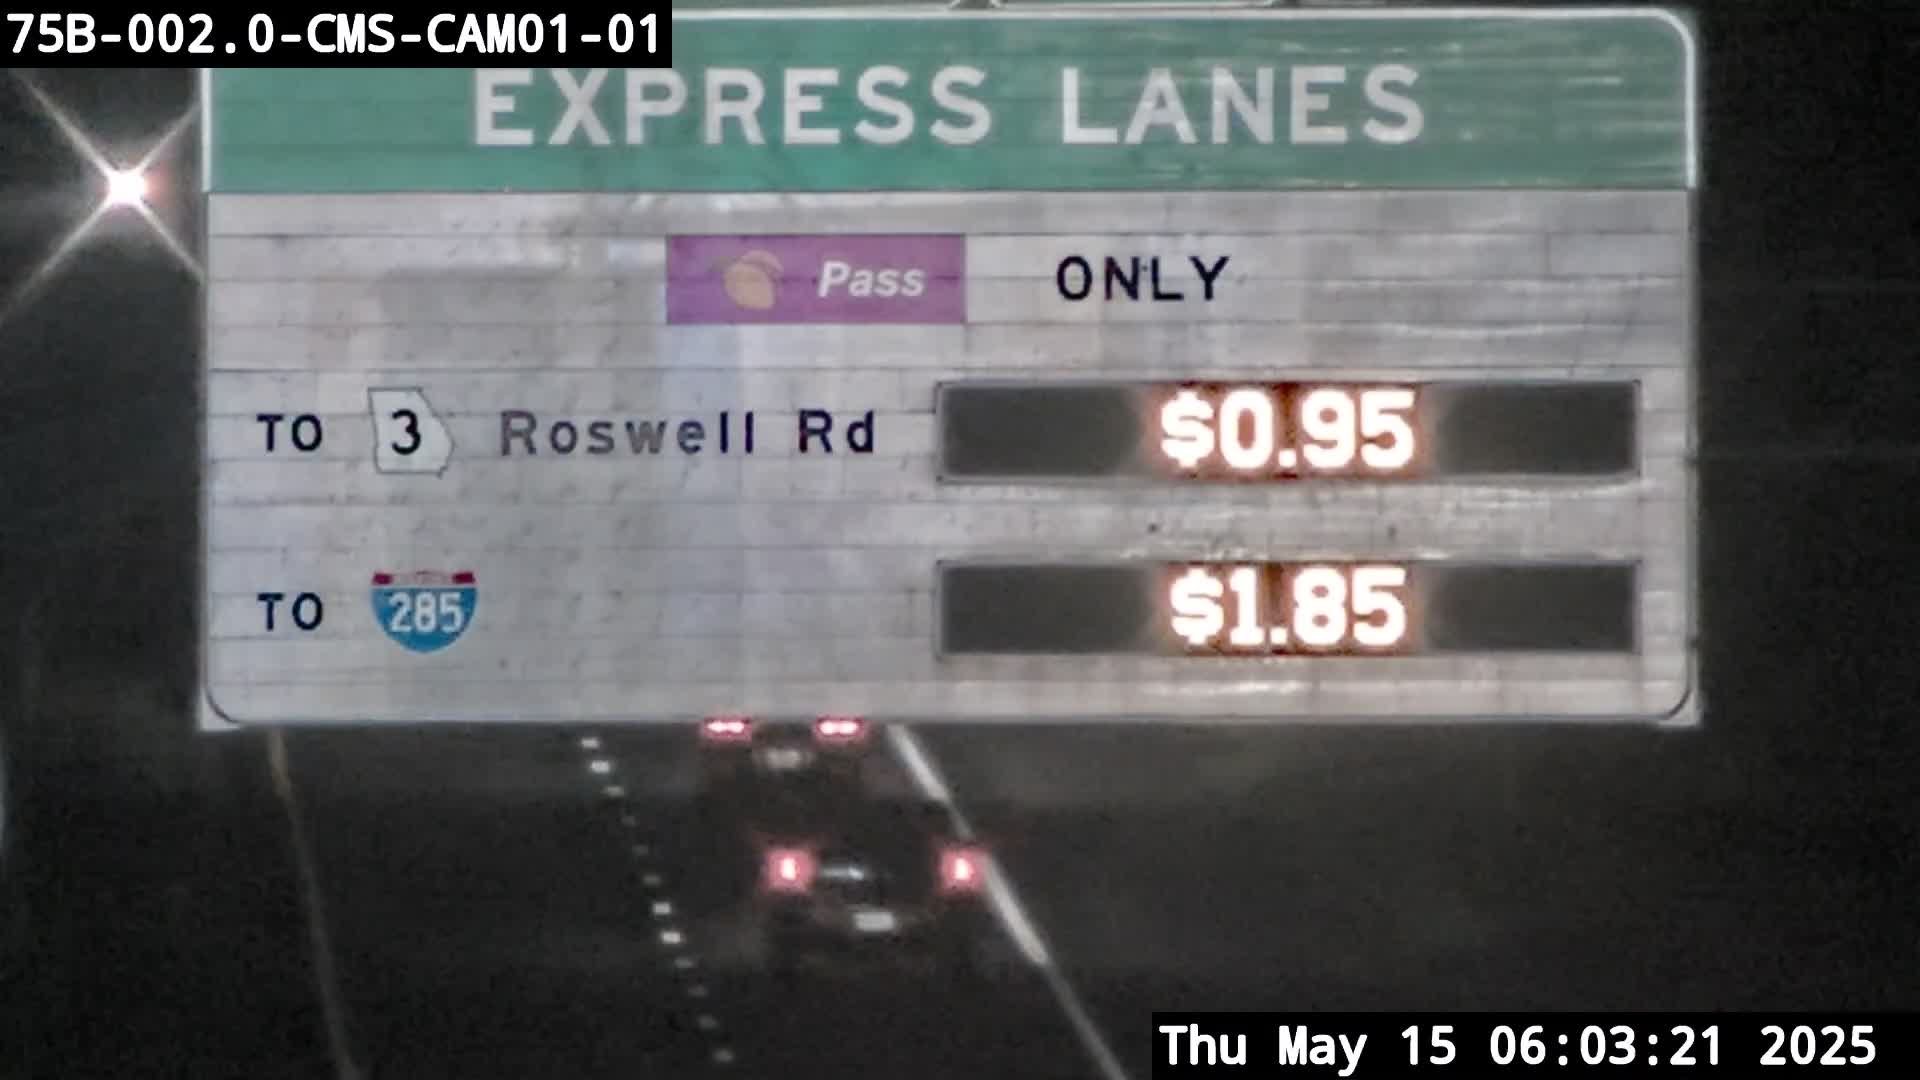 75B-002.0-CMS-CAM01-01
EXPRESS LANES
Pass ONLY
TO 3 Roswell Rd $0.95
TO 285 $1.85
Thu May 15 06:03:21 2025